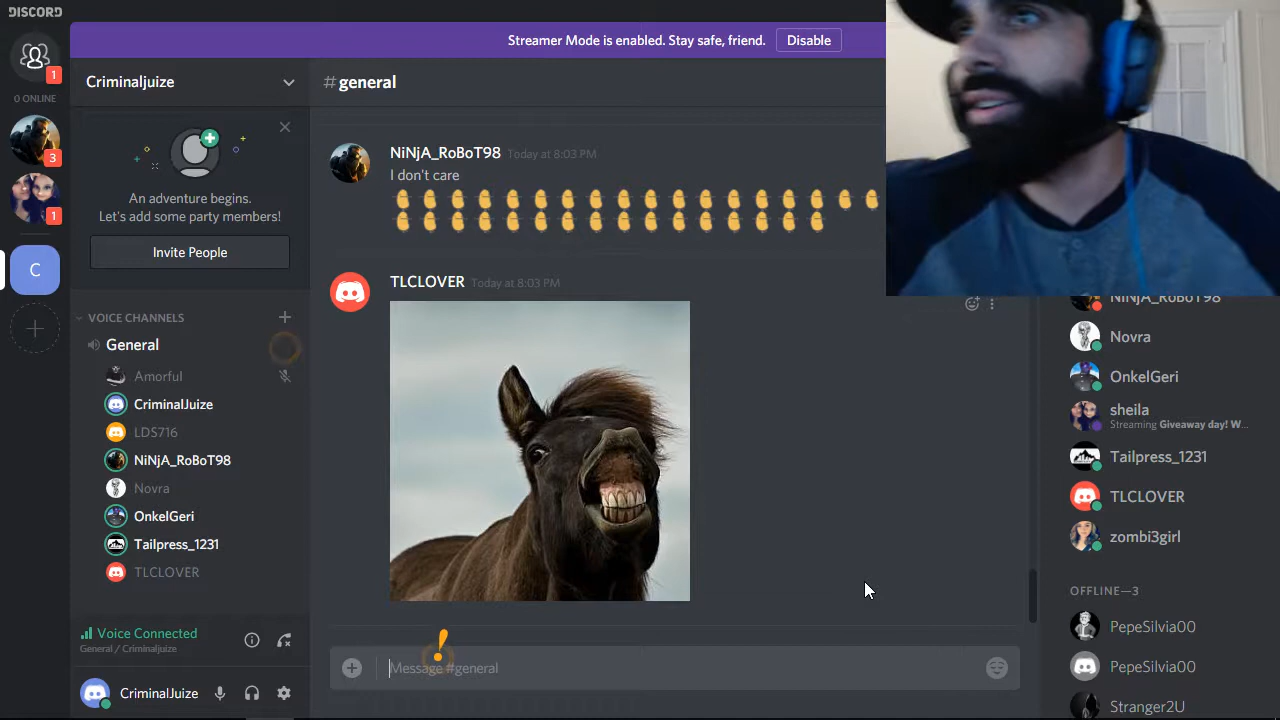 DISCORD
Streamer Mode is enabled. Stay safe, friend.
Disable
1
0 ONLINE
3
1
C
Criminaljuize
An adventure begins.
Let's add some party members!
Invite People
VOICE CHANNELS
General
Amorful
CriminalJuize
LDS716
NiNjA_RoBoT98
Novra
OnkelGeri
Tailpress_1231
TLCLOVER
Voice Connected
General / Criminaljuize
CriminalJuize
# general
NiNjA_RoBoT98 Today at 8:03 PM
I don't care
TLCLOVER Today at 8:03 PM
Message #general
NiNjA_RoBoT98
Novra
OnkelGeri
sheila
Streaming Giveaway day! W...
Tailpress_1231
TLCLOVER
zombi3girl
OFFLINE—3
PepeSilvia00
PepeSilvia00
Stranger2U